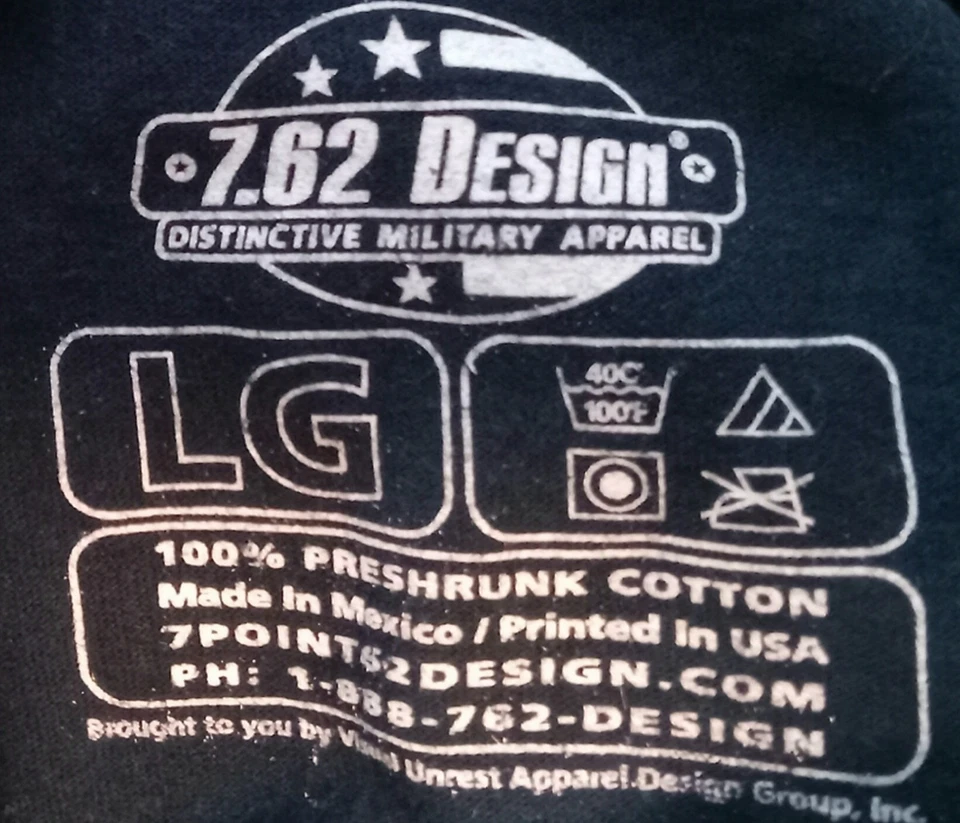 7.62 DESIGN®
DISTINCTIVE MILITARY APPAREL
LG
40C
100°F
100% PRESHRUNK COTTON
Made In Mexico / Printed In USA
7POINT62DESIGN.COM
PH: 1-888-762-DESIGN
Brought to you by Visual Unrest Apparel Design Group, Inc.